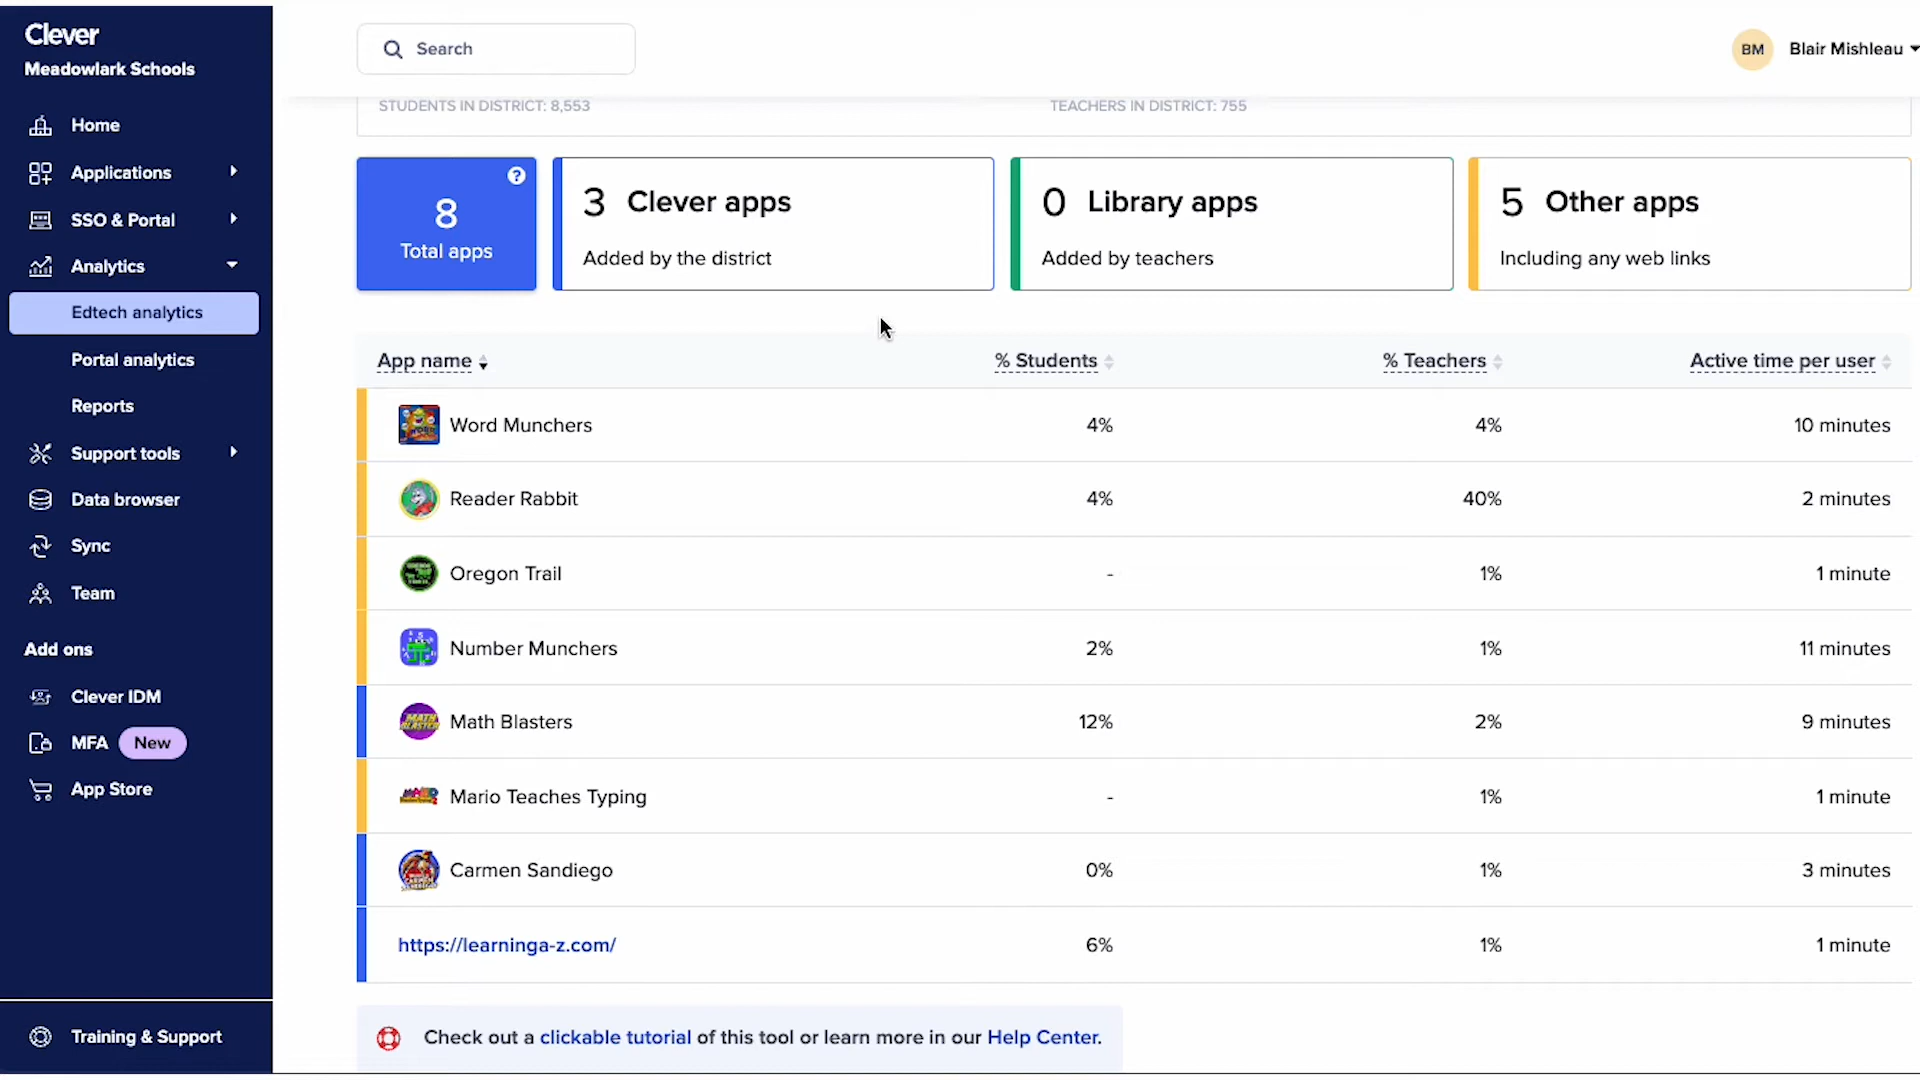 Clever
Meadowlark Schools
Home
Applications
SSO & Portal
Analytics
Edtech analytics
Portal analytics
Reports
Support tools
Data browser
Sync
Team
Add ons
Clever IDM
MFA New
App Store
Training & Support
Search
BM Blair Mishleau
STUDENTS IN DISTRICT: 8,553 TEACHERS IN DISTRICT: 755
?
8
Total apps
3 Clever apps
Added by the district
0 Library apps
Added by teachers
5 Other apps
Including any web links
App name % Students % Teachers Active time per user
Word Munchers 4% 4% 10 minutes
Reader Rabbit 4% 40% 2 minutes
Oregon Trail - 1% 1 minute
Number Munchers 2% 1% 11 minutes
Math Blasters 12% 2% 9 minutes
Mario Teaches Typing - 1% 1 minute
Carmen Sandiego 0% 1% 3 minutes
https://learninga-z.com/ 6% 1% 1 minute
Check out a clickable tutorial of this tool or learn more in our Help Center.